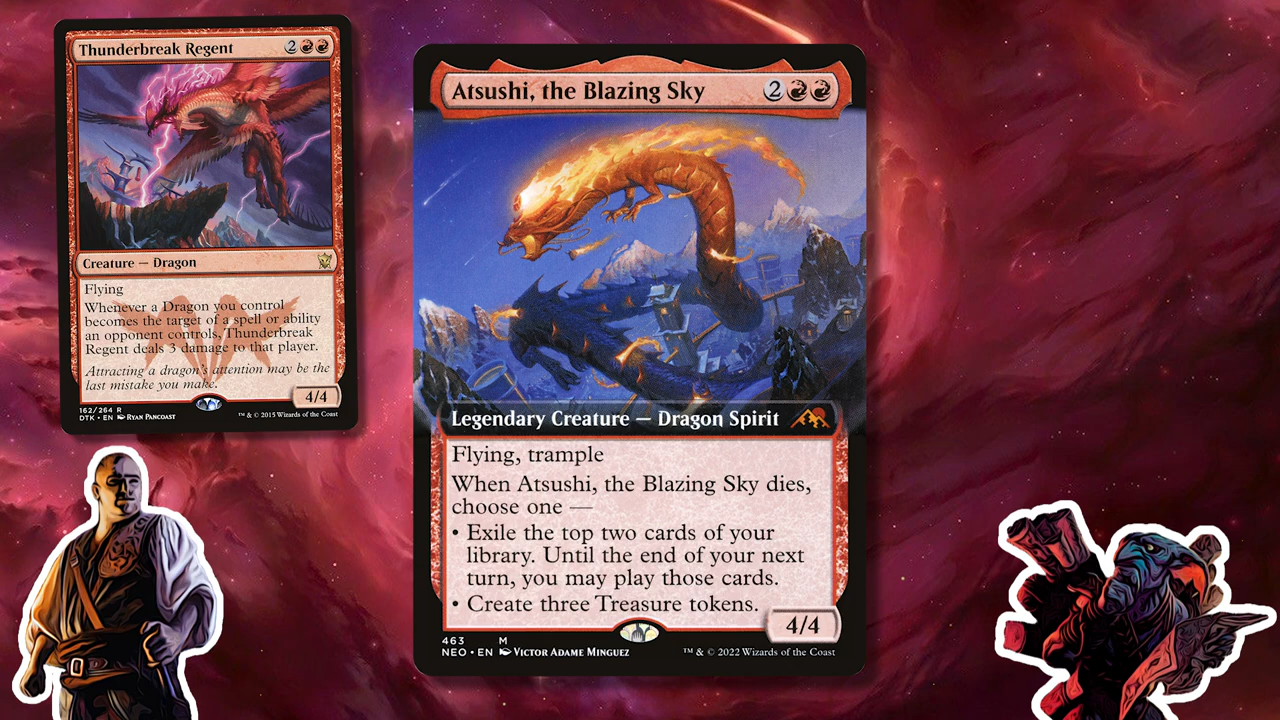 Thunderbreak Regent 2
Creature — Dragon
Flying
Whenever a Dragon you control
becomes the target of a spell or ability
an opponent controls, Thunderbreak
Regent deals 3 damage to that player.
Attracting a dragon's attention may be the
last mistake you make.
4/4
162/264 R
DTK • EN Ryan Pancoast
™ & © 2015 Wizards of the Coast
Atsushi, the Blazing Sky 2
Legendary Creature — Dragon Spirit
Flying, trample
When Atsushi, the Blazing Sky dies,
choose one —
• Exile the top two cards of your
library. Until the end of your next
turn, you may play those cards.
• Create three Treasure tokens.
4/4
463 M
NEO • EN Victor Adame Minguez
™ & © 2022 Wizards of the Coast